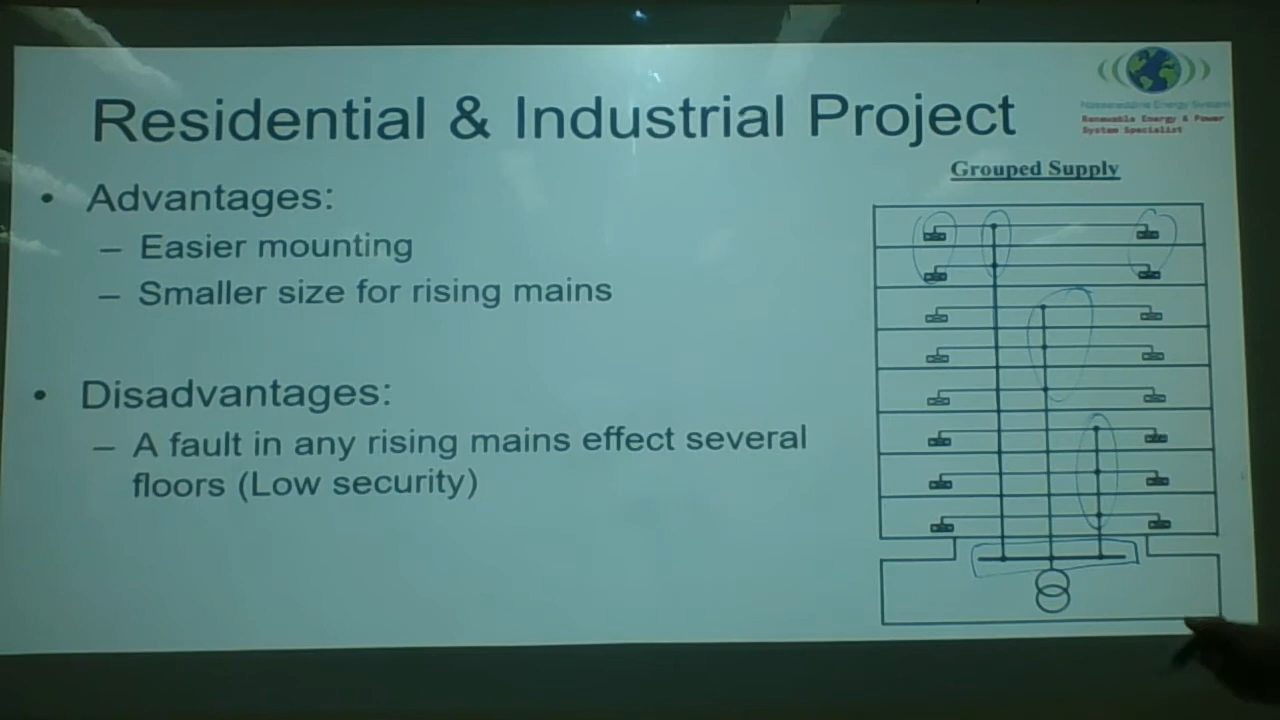 Residential & Industrial Project
Renewable Energy & Power
System Specialist
Grouped Supply
• Advantages:
– Easier mounting
– Smaller size for rising mains
• Disadvantages:
– A fault in any rising mains effect several
floors (Low security)